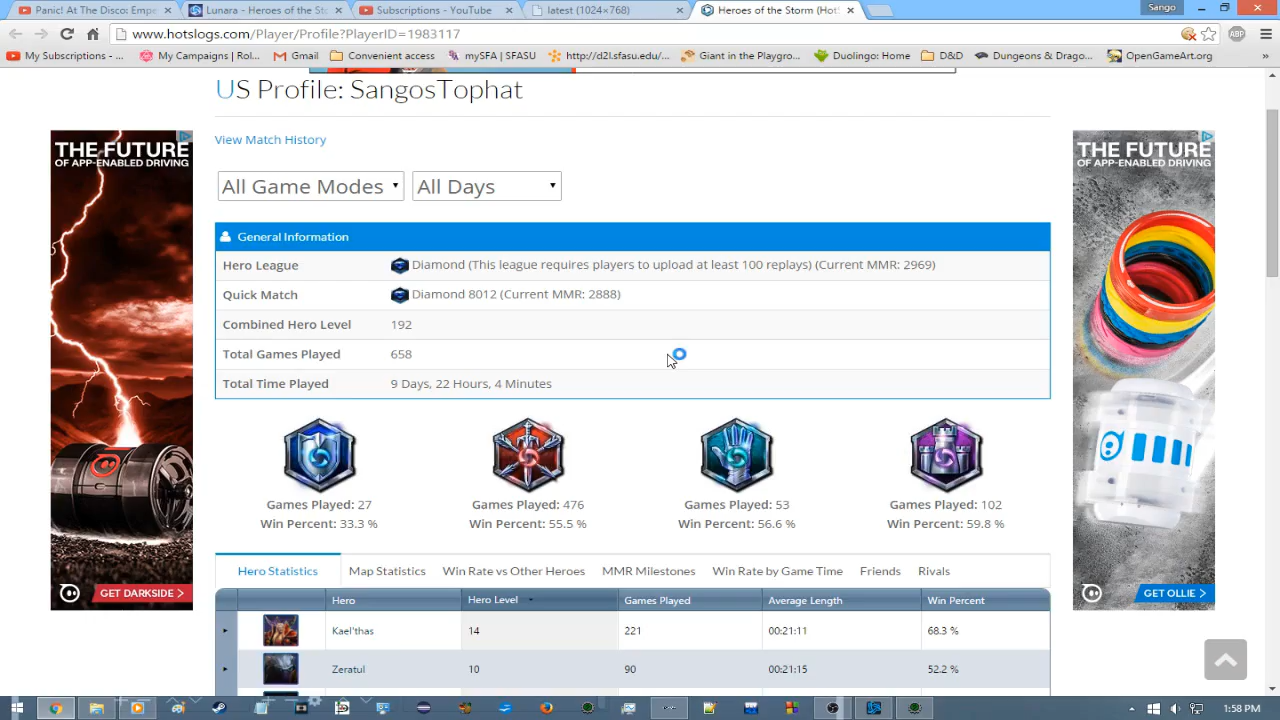 Panic! At The Disco: Empe
Lunara - Heroes of the St
Subscriptions - YouTube
latest (1024×768)
Heroes of the Storm (Hot
Sango
www.hotslogs.com/Player/Profile?PlayerID=1983117
ABP
My Subscriptions - ...
My Campaigns | Rol...
Gmail
Convenient access
mySFA | SFASU
http://d2l.sfasu.edu/...
Giant in the Playgrou...
Duolingo: Home
D&D
Dungeons & Drago...
OpenGameArt.org
»
US Profile: SangosTophat
View Match History
All Game Modes
All Days
General Information
Hero League Diamond (This league requires players to upload at least 100 replays) (Current MMR: 2969)
Quick Match Diamond 8012 (Current MMR: 2888)
Combined Hero Level 192
Total Games Played 658
Total Time Played 9 Days, 22 Hours, 4 Minutes
Games Played: 27
Win Percent: 33.3 %
Games Played: 476
Win Percent: 55.5 %
Games Played: 53
Win Percent: 56.6 %
Games Played: 102
Win Percent: 59.8 %
Hero Statistics Map Statistics Win Rate vs Other Heroes MMR Milestones Win Rate by Game Time Friends Rivals
Hero Hero Level Games Played Average Length Win Percent
Kael'thas 14 221 00:21:11 68.3 %
Zeratul 10 90 00:21:15 52.2 %
THE FUTURE
OF APP-ENABLED DRIVING
GET DARKSIDE >
THE FUTURE
OF APP-ENABLED DRIVING
GET OLLIE >
1:58 PM